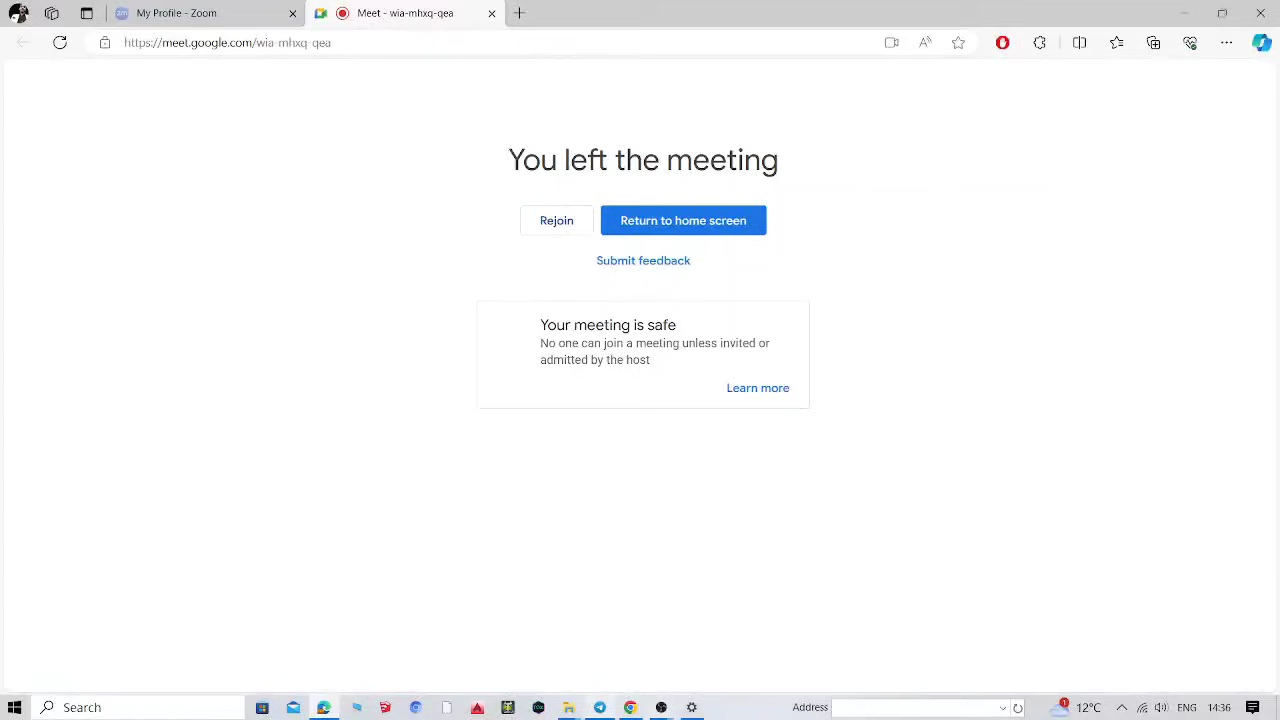 My Profile - Zoom
Meet - wia-mhxq-qea
https://meet.google.com/wia-mhxq-qea
You left the meeting
Rejoin
Return to home screen
Submit feedback
Your meeting is safe
No one can join a meeting unless invited or
admitted by the host
Learn more
Search
Address
12°C
ENG
14:36